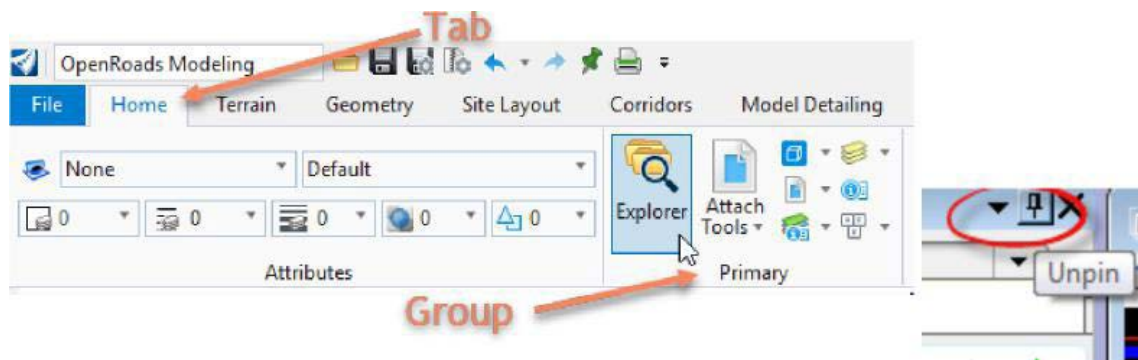 Tab
OpenRoads Modeling
File Home Terrain Geometry Site Layout Corridors Model Detailing
None Default
Explorer
Attach
Tools
0 0 0 0 0
Attributes Primary
Group
Unpin